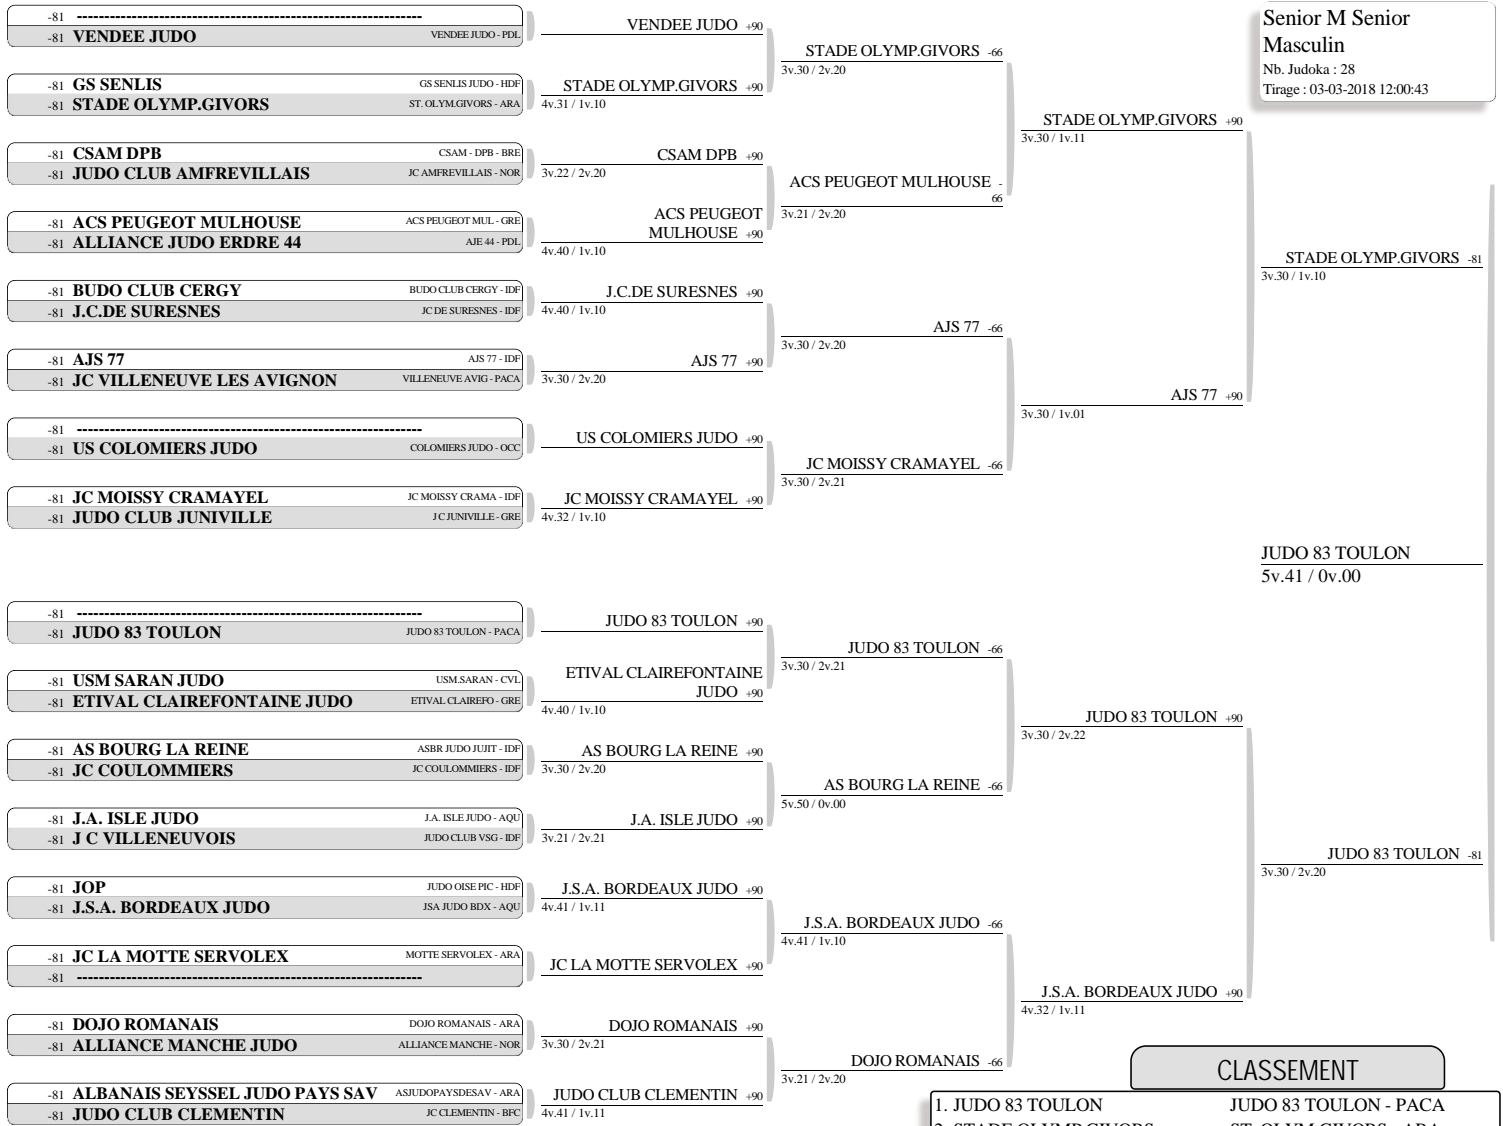 -81 --------------------------------------------------------------
-81 VENDEE JUDO VENDEE JUDO - PDL
-81 GS SENLIS GS SENLIS JUDO - HDF
-81 STADE OLYMP.GIVORS ST. OLYM.GIVORS - ARA
-81 CSAM DPB CSAM - DPB - BRE
-81 JUDO CLUB AMFREVILLAIS JC AMFREVILLAIS - NOR
-81 ACS PEUGEOT MULHOUSE ACS PEUGEOT MUL - GRE
-81 ALLIANCE JUDO ERDRE 44 AJE 44 - PDL
-81 BUDO CLUB CERGY BUDO CLUB CERGY - IDF
-81 J.C.DE SURESNES JC DE SURESNES - IDF
-81 AJS 77 AJS 77 - IDF
-81 JC VILLENEUVE LES AVIGNON VILLENEUVE AVIG - PACA
-81 --------------------------------------------------------------
-81 US COLOMIERS JUDO COLOMIERS JUDO - OCC
-81 JC MOISSY CRAMAYEL JC MOISSY CRAMA - IDF
-81 JUDO CLUB JUNIVILLE J C JUNIVILLE - GRE
-81 --------------------------------------------------------------
-81 JUDO 83 TOULON JUDO 83 TOULON - PACA
-81 USM SARAN JUDO USM.SARAN - CVL
-81 ETIVAL CLAIREFONTAINE JUDO ETIVAL CLAIREFO - GRE
-81 AS BOURG LA REINE ASBR JUDO JUJIT - IDF
-81 JC COULOMMIERS JC COULOMMIERS - IDF
-81 J.A. ISLE JUDO J.A. ISLE JUDO - AQU
-81 J C VILLENEUVOIS JUDO CLUB VSG - IDF
-81 JOP JUDO OISE PIC - HDF
-81 J.S.A. BORDEAUX JUDO JSA JUDO BDX - AQU
-81 JC LA MOTTE SERVOLEX MOTTE SERVOLEX - ARA
-81 --------------------------------------------------------------
-81 DOJO ROMANAIS DOJO ROMANAIS - ARA
-81 ALLIANCE MANCHE JUDO ALLIANCE MANCHE - NOR
-81 ALBANAIS SEYSSEL JUDO PAYS SAV ASJUDOPAYSDESAV - ARA
-81 JUDO CLUB CLEMENTIN JC CLEMENTIN - BFC
VENDEE JUDO +90
STADE OLYMP.GIVORS +90
4v.31 / 1v.10
CSAM DPB +90
3v.22 / 2v.20
ACS PEUGEOT
MULHOUSE +90
4v.40 / 1v.10
J.C.DE SURESNES +90
4v.40 / 1v.10
AJS 77 +90
3v.30 / 2v.20
US COLOMIERS JUDO +90
JC MOISSY CRAMAYEL +90
4v.32 / 1v.10
JUDO 83 TOULON +90
ETIVAL CLAIREFONTAINE
JUDO +90
4v.40 / 1v.10
AS BOURG LA REINE +90
3v.30 / 2v.20
J.A. ISLE JUDO +90
3v.21 / 2v.21
J.S.A. BORDEAUX JUDO +90
4v.41 / 1v.11
JC LA MOTTE SERVOLEX +90
DOJO ROMANAIS +90
3v.30 / 2v.21
JUDO CLUB CLEMENTIN +90
4v.41 / 1v.11
STADE OLYMP.GIVORS -66
3v.30 / 2v.20
ACS PEUGEOT MULHOUSE -
66
3v.21 / 2v.20
AJS 77 -66
3v.30 / 2v.20
JC MOISSY CRAMAYEL -66
3v.30 / 2v.21
JUDO 83 TOULON -66
3v.30 / 2v.21
AS BOURG LA REINE -66
5v.50 / 0v.00
J.S.A. BORDEAUX JUDO -66
4v.41 / 1v.10
DOJO ROMANAIS -66
3v.21 / 2v.20
STADE OLYMP.GIVORS +90
3v.30 / 1v.11
AJS 77 +90
3v.30 / 1v.01
JUDO 83 TOULON +90
3v.30 / 2v.22
J.S.A. BORDEAUX JUDO +90
4v.32 / 1v.11
Senior M Senior
Masculin
Nb. Judoka : 28
Tirage : 03-03-2018 12:00:43
STADE OLYMP.GIVORS -81
3v.30 / 1v.10
JUDO 83 TOULON
5v.41 / 0v.00
JUDO 83 TOULON -81
3v.30 / 2v.20
CLASSEMENT
1. JUDO 83 TOULON JUDO 83 TOULON - PACA
2. STADE OLYMP.GIVORS ST. OLYM.GIVORS - ARA